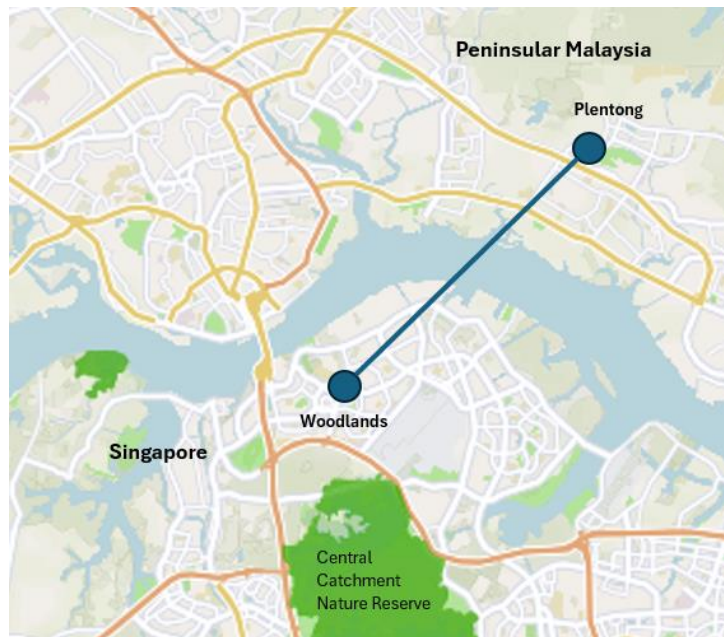 Peninsular Malaysia
Plentong
Woodlands
Singapore
Central
Catchment
Nature Reserve